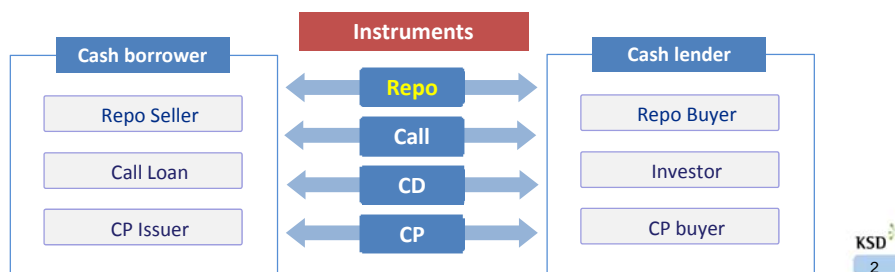 Instruments
Cash borrower
Cash lender
Repo
Repo Seller
Repo Buyer
Call
Call Loan
Investor
CD
CP Issuer
CP
CP buyer
KSD
2